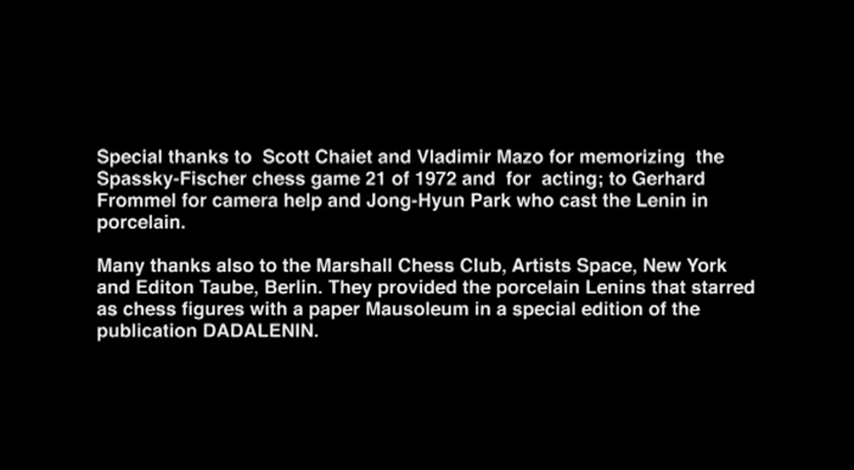 Special thanks to  Scott Chaiet and Vladimir Mazo for memorizing  the
Spassky-Fischer chess game 21 of 1972 and  for  acting; to Gerhard
Frommel for camera help and Jong-Hyun Park who cast the Lenin in
porcelain.
Many thanks also to the Marshall Chess Club, Artists Space, New York
and Editon Taube, Berlin. They provided the porcelain Lenins that starred
as chess figures with a paper Mausoleum in a special edition of the
publication DADALENIN.